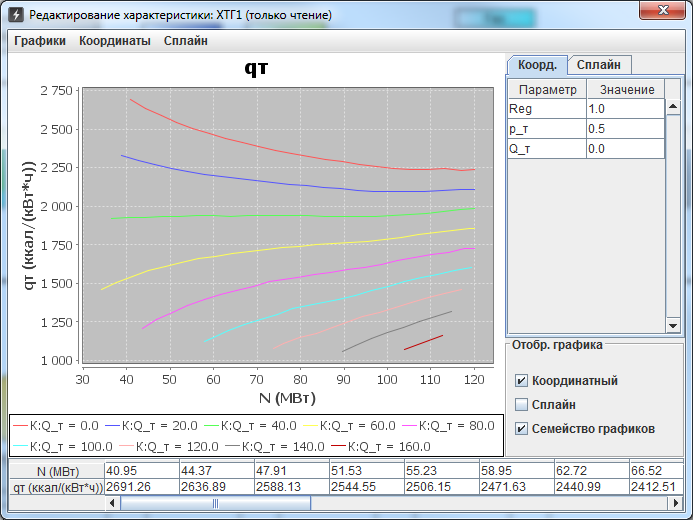 Редактирование характеристики: ХТГ1 (только чтение)
Графики Координаты Сплайн
qт
Коорд. Сплайн
Параметр Значение
Reg 1.0
p_т 0.5
Q_т 0.0
qт (ккал/(кВт*ч))
2 750
2 500
2 250
2 000
1 750
1 500
1 250
1 000
30 40 50 60 70 80 90 100 110 120
N (МВт)
К:Q_т = 0.0 К:Q_т = 20.0 К:Q_т = 40.0 К:Q_т = 60.0 К:Q_т = 80.0
К:Q_т = 100.0 К:Q_т = 120.0 К:Q_т = 140.0 К:Q_т = 160.0
Отобр. графика
Координатный
Сплайн
Семейство графиков
N (МВт) 40.95 44.37 47.91 51.53 55.23 58.95 62.72 66.52
qт (ккал/(кВт*ч)) 2691.26 2636.89 2588.13 2544.55 2506.15 2471.63 2440.99 2412.51